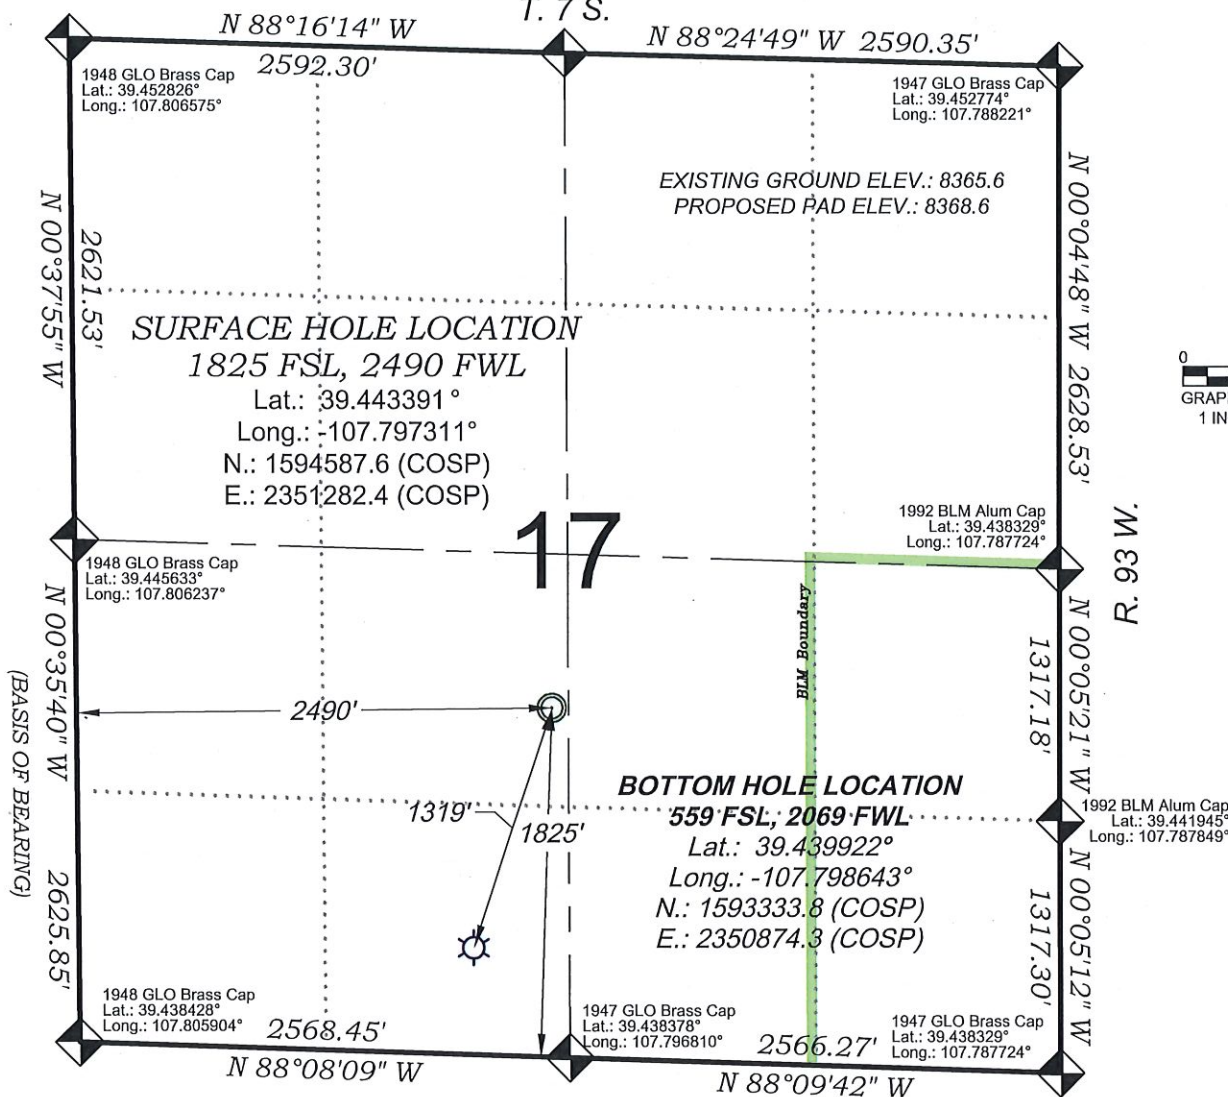 T. 7 S.
N 88°16'14" W
2592.30'
N 88°24'49" W 2590.35'
1948 GLO Brass Cap
Lat.: 39.452826°
Long.: 107.806575°
1947 GLO Brass Cap
Lat.: 39.452774°
Long.: 107.788221°
EXISTING GROUND ELEV.: 8365.6
PROPOSED PAD ELEV.: 8368.6
N 00°37'55" W
2621.53'
N 00°04'48" W 2628.53'
SURFACE HOLE LOCATION
1825 FSL, 2490 FWL
Lat.: 39.443391°
Long.: -107.797311°
N.: 1594587.6 (COSP)
E.: 2351282.4 (COSP)
0
GRAP
1 IN
17
1992 BLM Alum Cap
Lat.: 39.438329°
Long.: 107.787724°
R. 93 W.
1948 GLO Brass Cap
Lat.: 39.445633°
Long.: 107.806237°
BLM Boundary
N 00°35'40" W
2625.85'
(BASIS OF BEARING)
2490'
N 00°05'21" W
1317.18'
1319'
1825'
BOTTOM HOLE LOCATION
559 FSL, 2069 FWL
Lat.: 39.439922°
Long.: -107.798643°
N.: 1593333.8 (COSP)
E.: 2350874.3 (COSP)
1992 BLM Alum Cap
Lat.: 39.441945°
Long.: 107.787849°
N 00°05'12" W
1317.30'
1948 GLO Brass Cap
Lat.: 39.438428°
Long.: 107.805904°
2568.45'
N 88°08'09" W
1947 GLO Brass Cap
Lat.: 39.438378°
Long.: 107.796810°
2566.27'
N 88°09'42" W
1947 GLO Brass Cap
Lat.: 39.438329°
Long.: 107.787724°